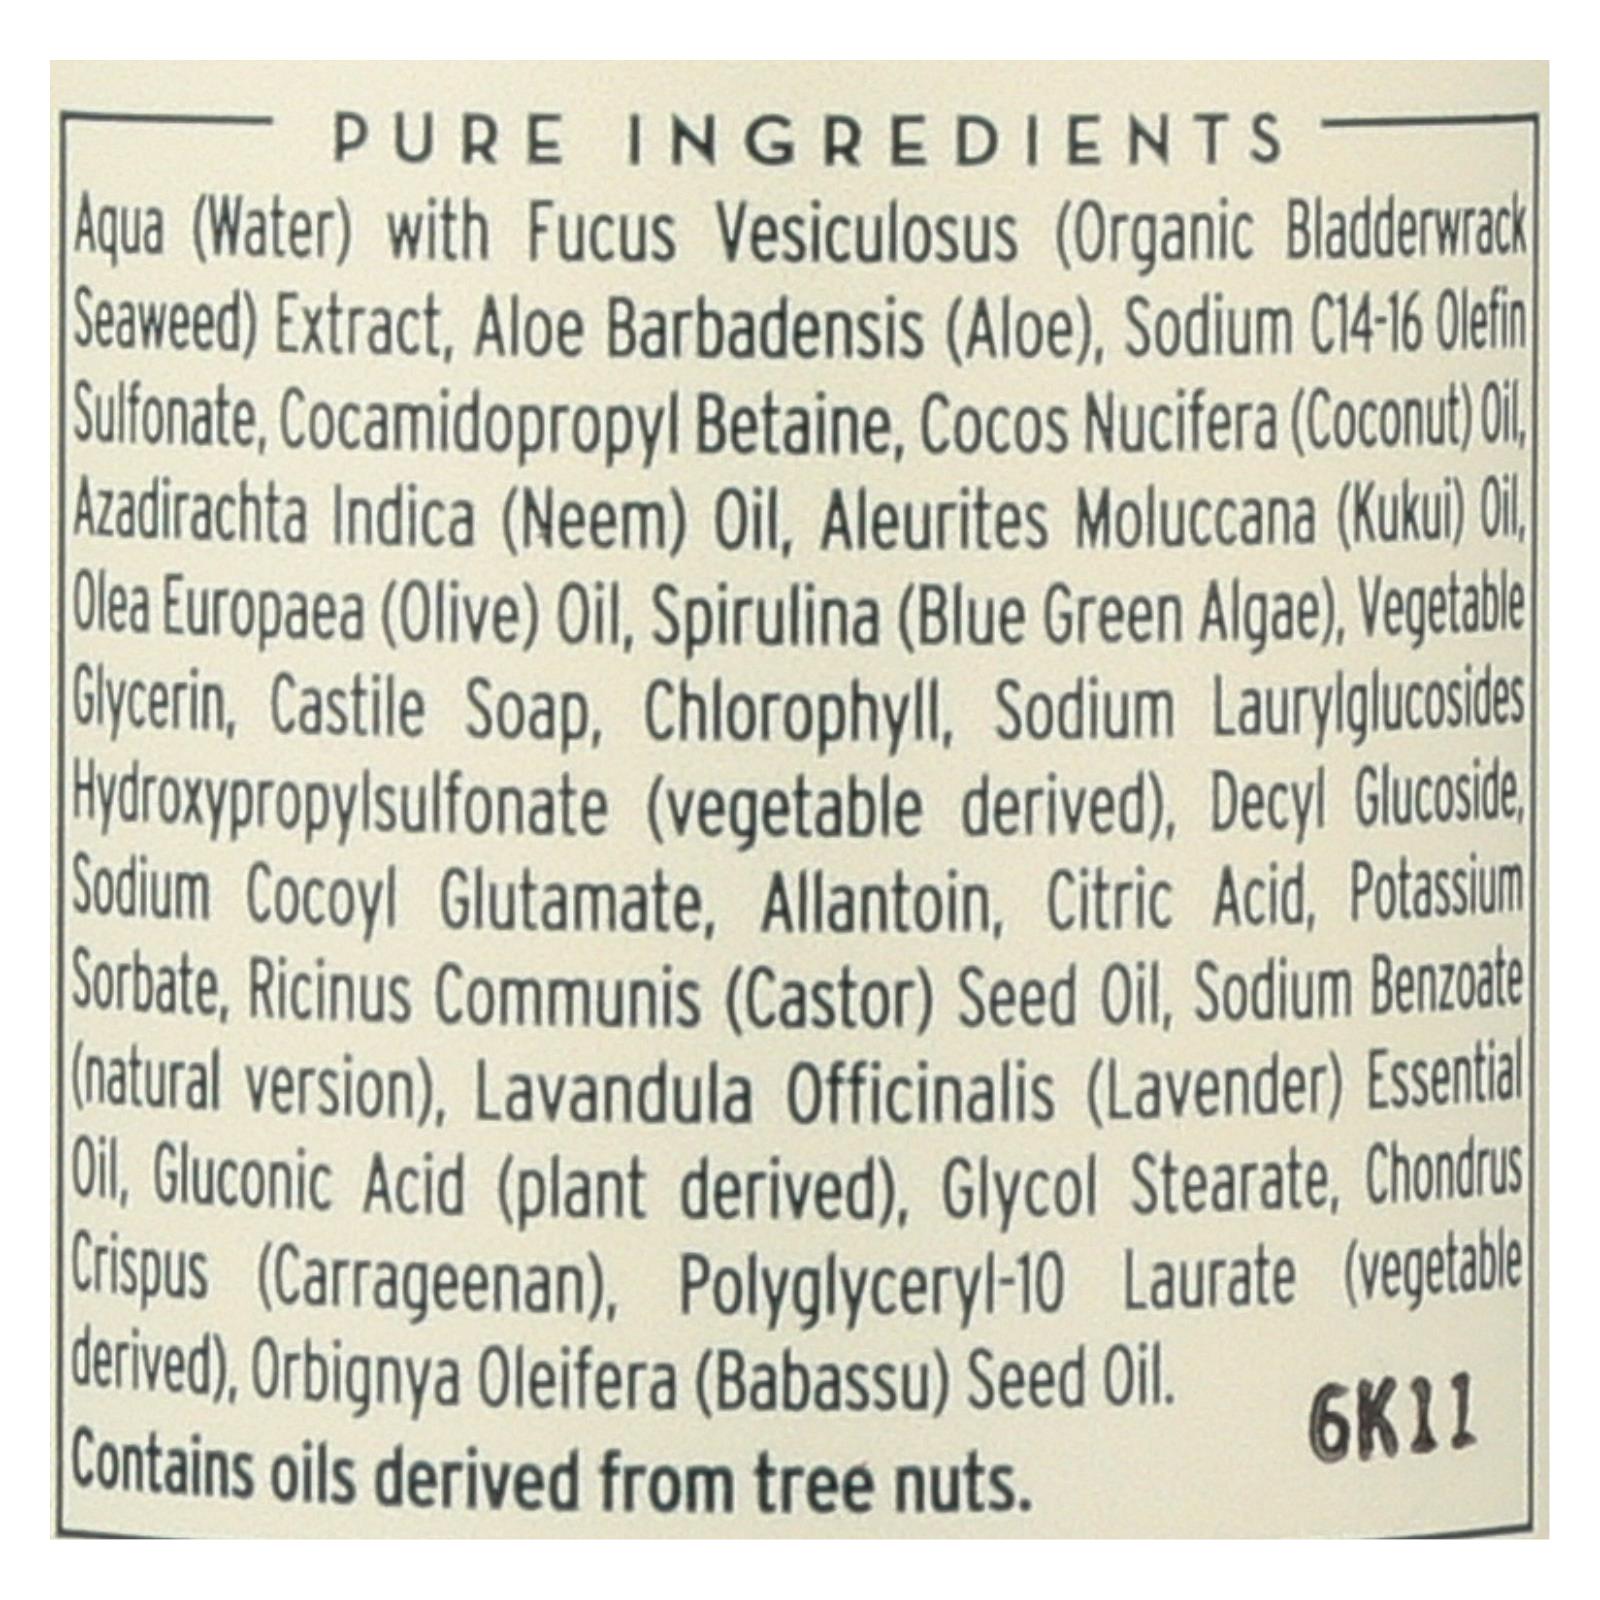 PURE INGREDIENTS
Aqua (Water) with Fucus Vesiculosus (Organic Bladderwrack
Seaweed) Extract, Aloe Barbadensis (Aloe), Sodium C14-16 Olefin
Sulfonate, Cocamidopropyl Betaine, Cocos Nucifera (Coconut) Oil,
Azadirachta Indica (Neem) Oil, Aleurites Moluccana (Kukui) Oil,
Olea Europaea (Olive) Oil, Spirulina (Blue Green Algae), Vegetable
Glycerin, Castile Soap, Chlorophyll, Sodium Laurylglucosides
Hydroxypropylsulfonate (vegetable derived), Decyl Glucoside,
Sodium Cocoyl Glutamate, Allantoin, Citric Acid, Potassium
Sorbate, Ricinus Communis (Castor) Seed Oil, Sodium Benzoate
(natural version), Lavandula Officinalis (Lavender) Essential
Oil, Gluconic Acid (plant derived), Glycol Stearate, Chondrus
Crispus (Carrageenan), Polyglyceryl-10 Laurate (vegetable
derived), Orbignya Oleifera (Babassu) Seed Oil.
6K11
Contains oils derived from tree nuts.